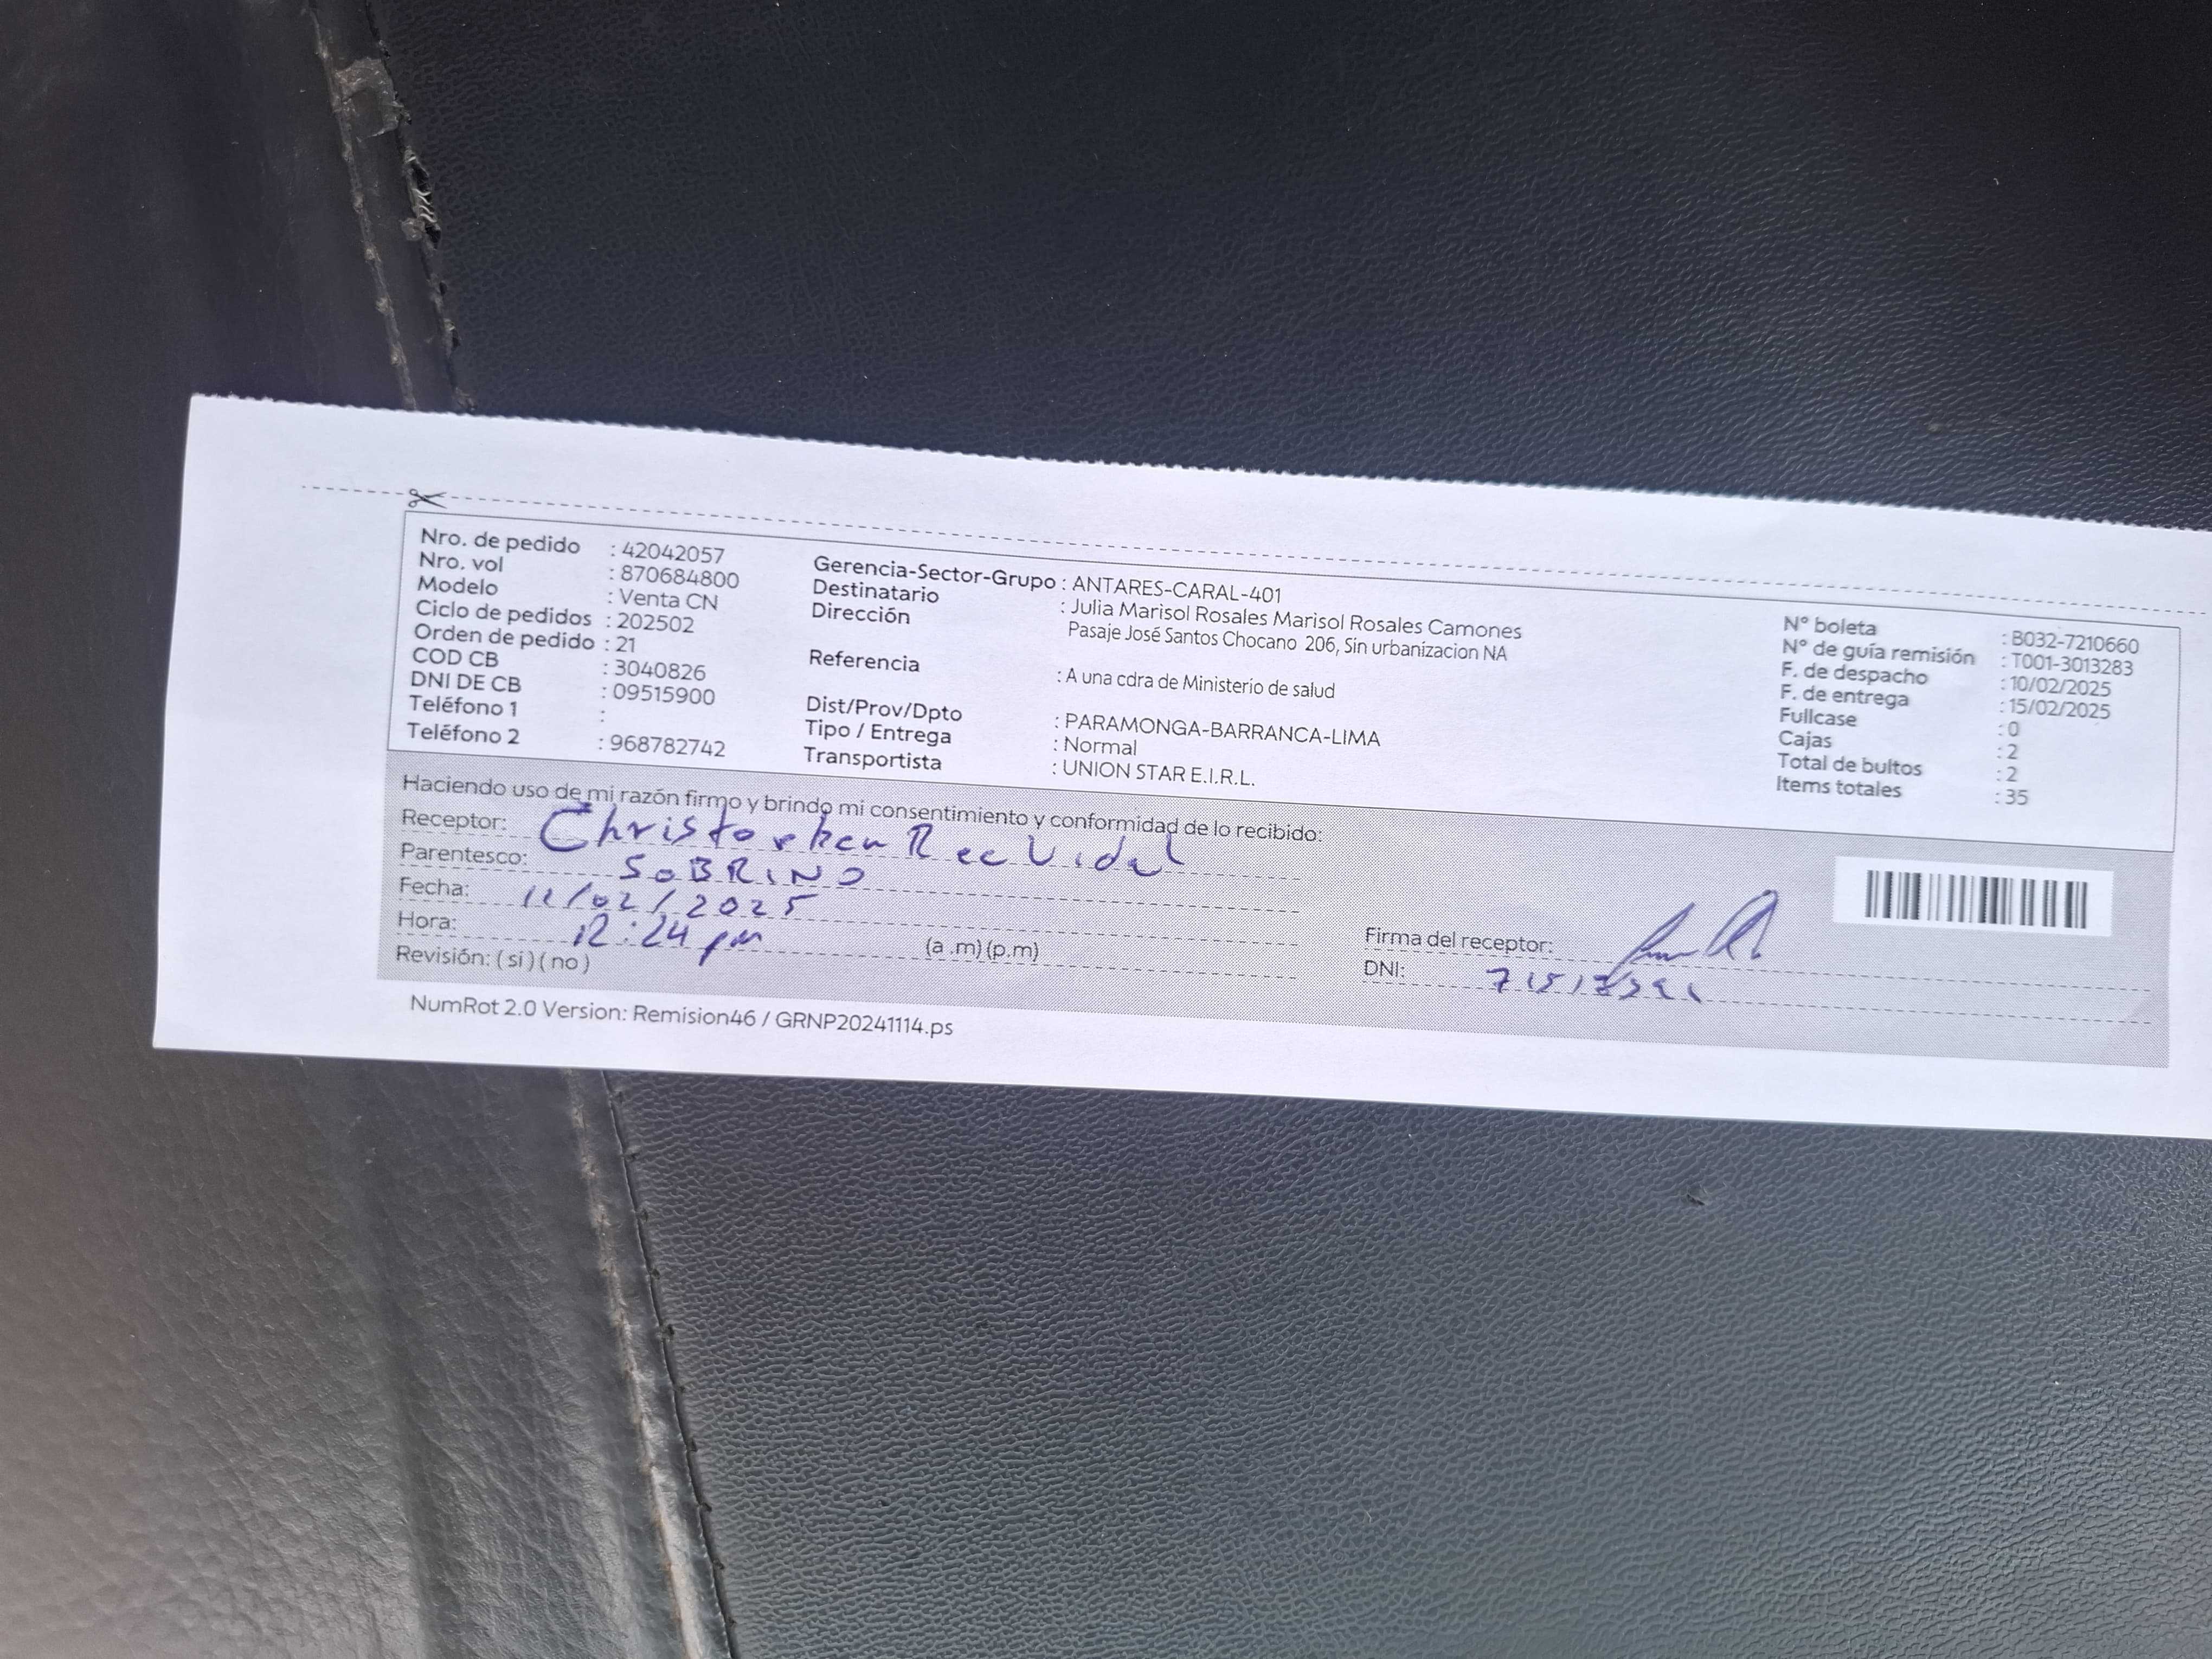 Nro. de pedido : 42042057
Nro. vol : 870684800
Modelo : Venta CN
Ciclo de pedidos : 202502
Orden de pedido : 21
COD CB : 3040826
DNI DE CB : 09515900
Teléfono 1 :
Teléfono 2 : 968782742
Gerencia-Sector-Grupo : ANTARES-CARAL-401
Destinatario : Julia Marisol Rosales Marisol Rosales Camones
Dirección Pasaje José Santos Chocano 206, Sin urbanizacion NA
Referencia : A una cdra de Ministerio de salud
Dist/Prov/Dpto : PARAMONGA-BARRANCA-LIMA
Tipo / Entrega : Normal
Transportista : UNION STAR E.I.R.L.
N° boleta : B032-7210660
N° de guía remisión : T001-3013283
F. de despacho : 10/02/2025
F. de entrega : 15/02/2025
Fullcase : 0
Cajas : 2
Total de bultos : 2
Items totales : 35
Haciendo uso de mi razón firmo y brindo mi consentimiento y conformidad de lo recibido:
Receptor: Vidal
Parentesco: SOBRINO
Fecha:
Hora: 12:24 pm (a .m) (p.m)
Revisión: ( si ) ( no )
Firma del receptor:
DNI:
NumRot 2.0 Version: Remision46 / GRNP20241114.ps